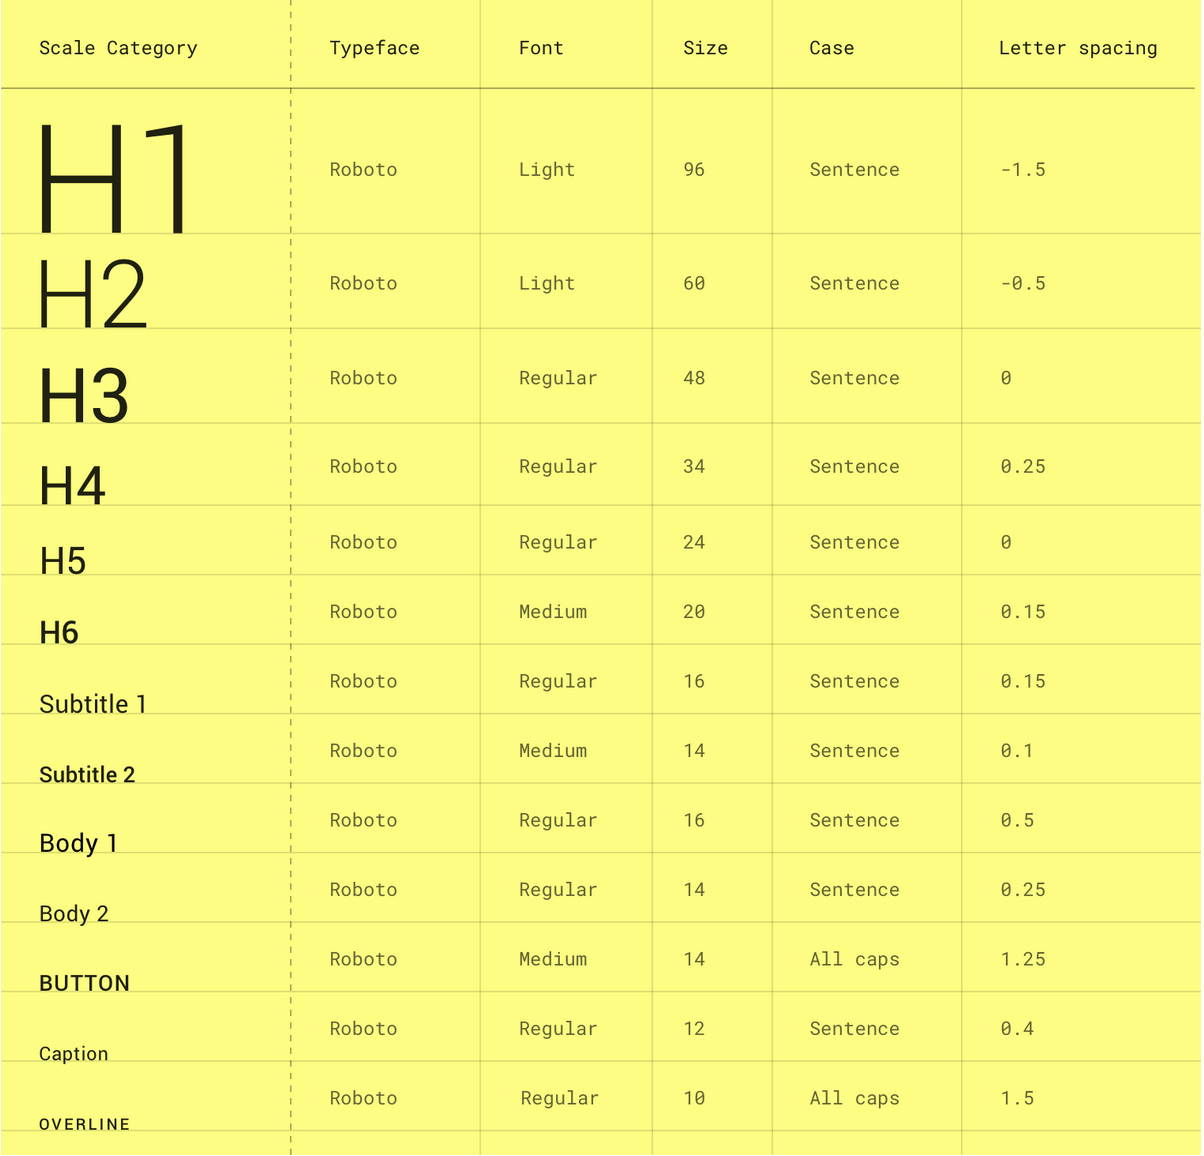 Scale Category Typeface Font Size Case Letter spacing
H1 Roboto Light 96 Sentence -1.5
H2 Roboto Light 60 Sentence -0.5
H3 Roboto Regular 48 Sentence 0
H4 Roboto Regular 34 Sentence 0.25
H5 Roboto Regular 24 Sentence 0
H6 Roboto Medium 20 Sentence 0.15
Subtitle 1 Roboto Regular 16 Sentence 0.15
Subtitle 2 Roboto Medium 14 Sentence 0.1
Body 1 Roboto Regular 16 Sentence 0.5
Body 2 Roboto Regular 14 Sentence 0.25
BUTTON Roboto Medium 14 All caps 1.25
Caption Roboto Regular 12 Sentence 0.4
OVERLINE Roboto Regular 10 All caps 1.5